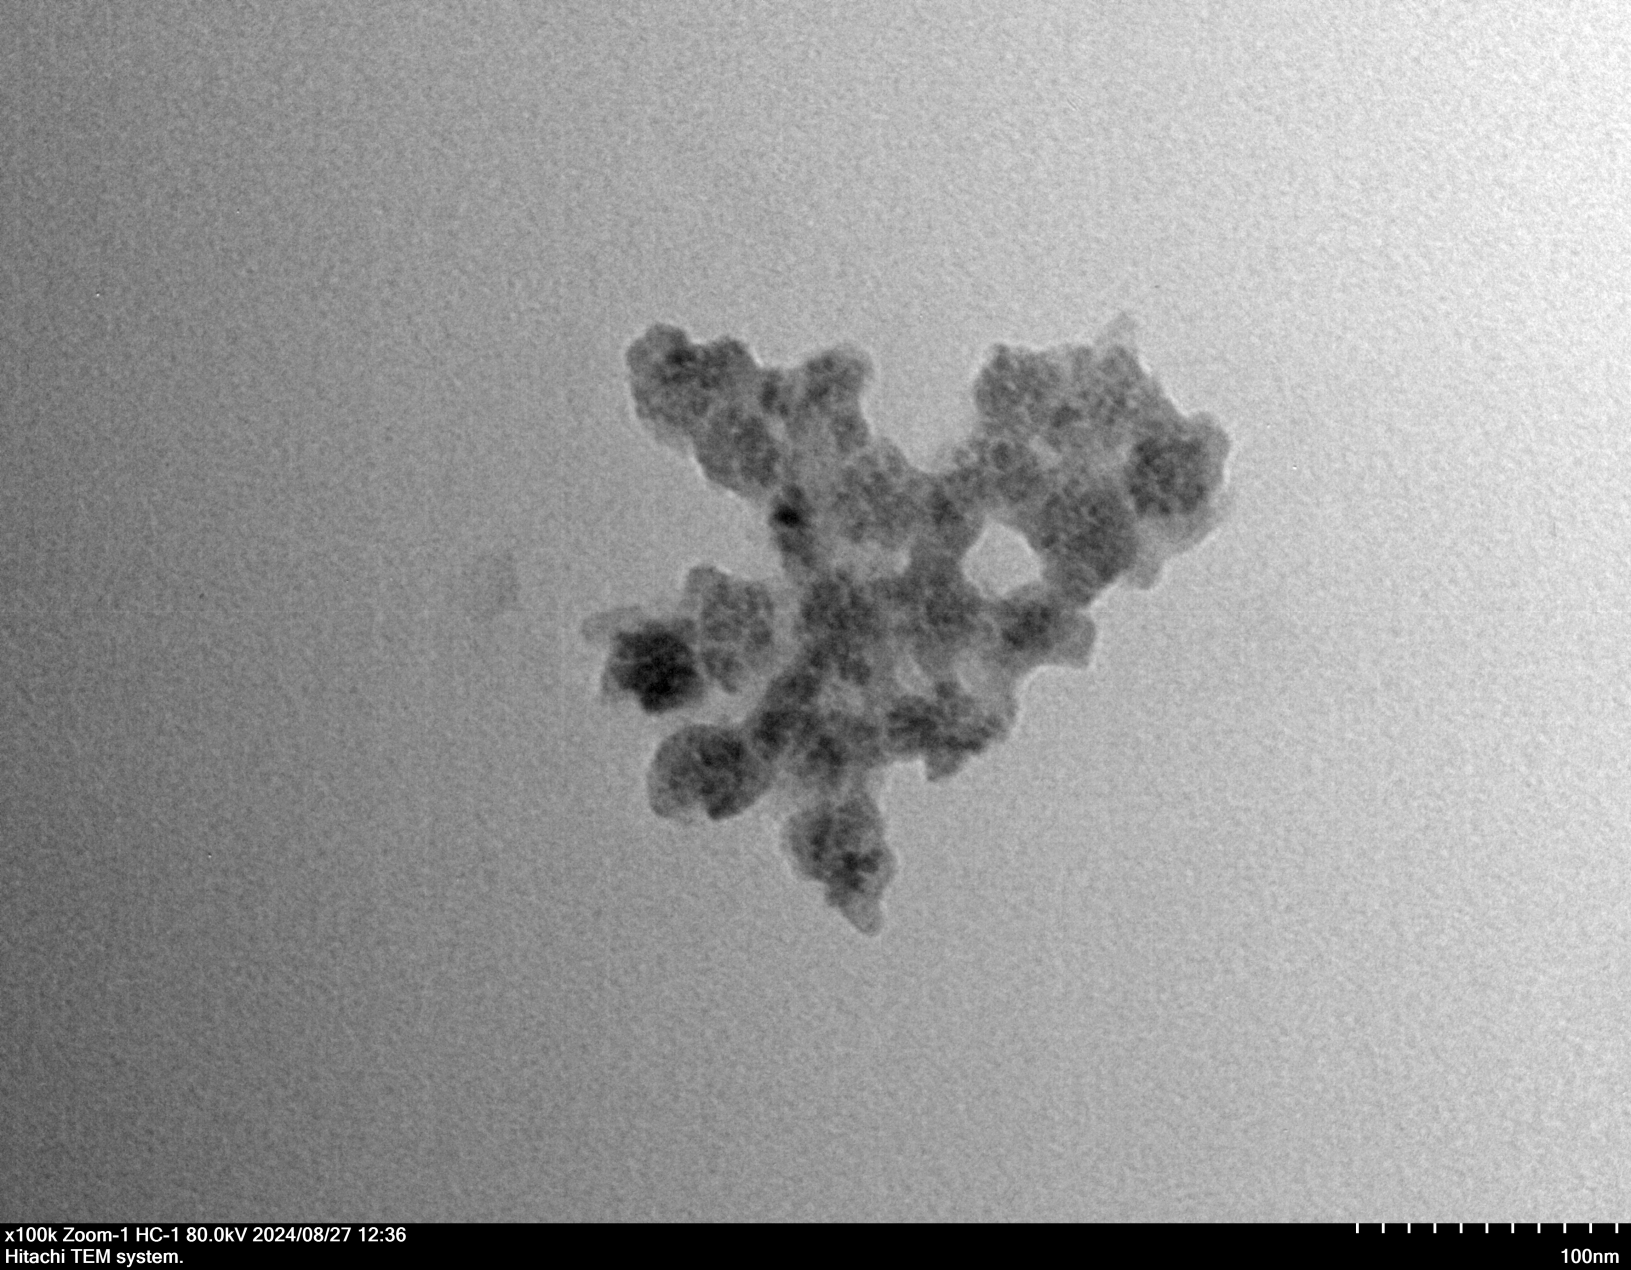 x100k Zoom-1 HC-1 80.0kV 2024/08/27 12:36
Hitachi TEM system.
100nm